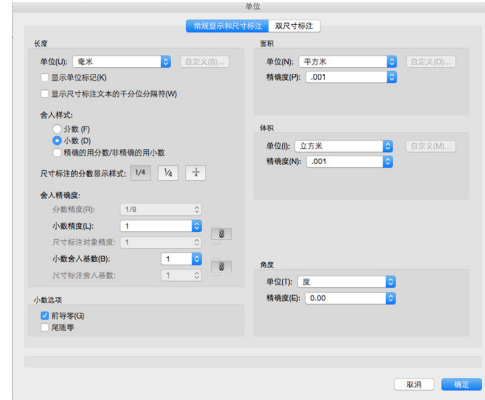 单位
常规显示和尺寸标注 双尺寸标注
长度
单位(U): 毫米 自定义(S)...
显示单位标记(K)
显示尺寸标注文本的千分位分隔符(W)
舍入样式:
分数 (F)
小数 (D)
精确的用分数/非精确的用小数
尺寸标注的分数显示样式: 1/4 1/4 1/4
舍入精确度:
分数精度(R): 1/8
小数精度(L): 1
尺寸标注对象精度: 1
小数舍入基数(B): 1
尺寸标注舍入基数: 1
小数选项
前导零(G)
尾随零
面积
单位(N): 平方米 自定义(O)...
精确度(P): .001
体积
单位(I): 立方米 自定义(M)...
精确度(N): .001
角度
单位(T): 度
精确度(E): 0.00
取消 确定